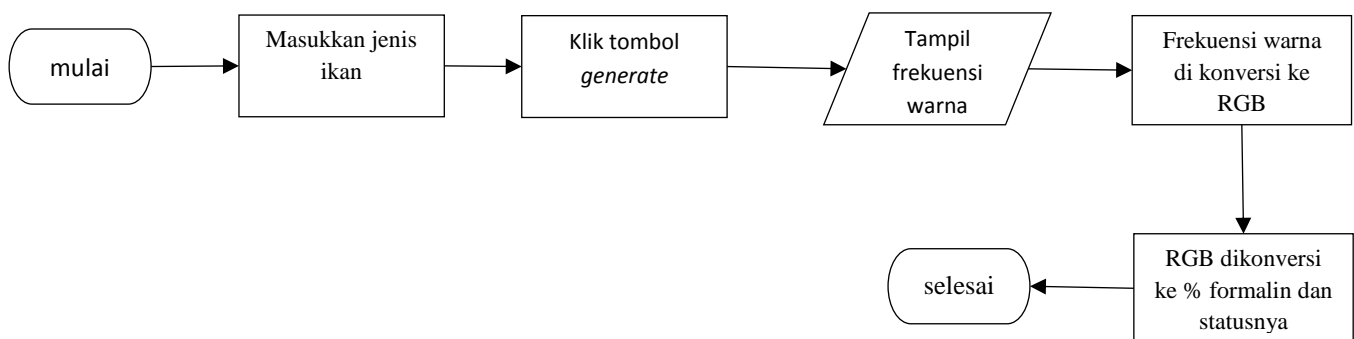 mulai
Masukkan jenis
ikan
Klik tombol
generate
Tampil
frekuensi
warna
Frekuensi warna
di konversi ke
RGB
RGB dikonversi
ke % formalin dan
statusnya
selesai